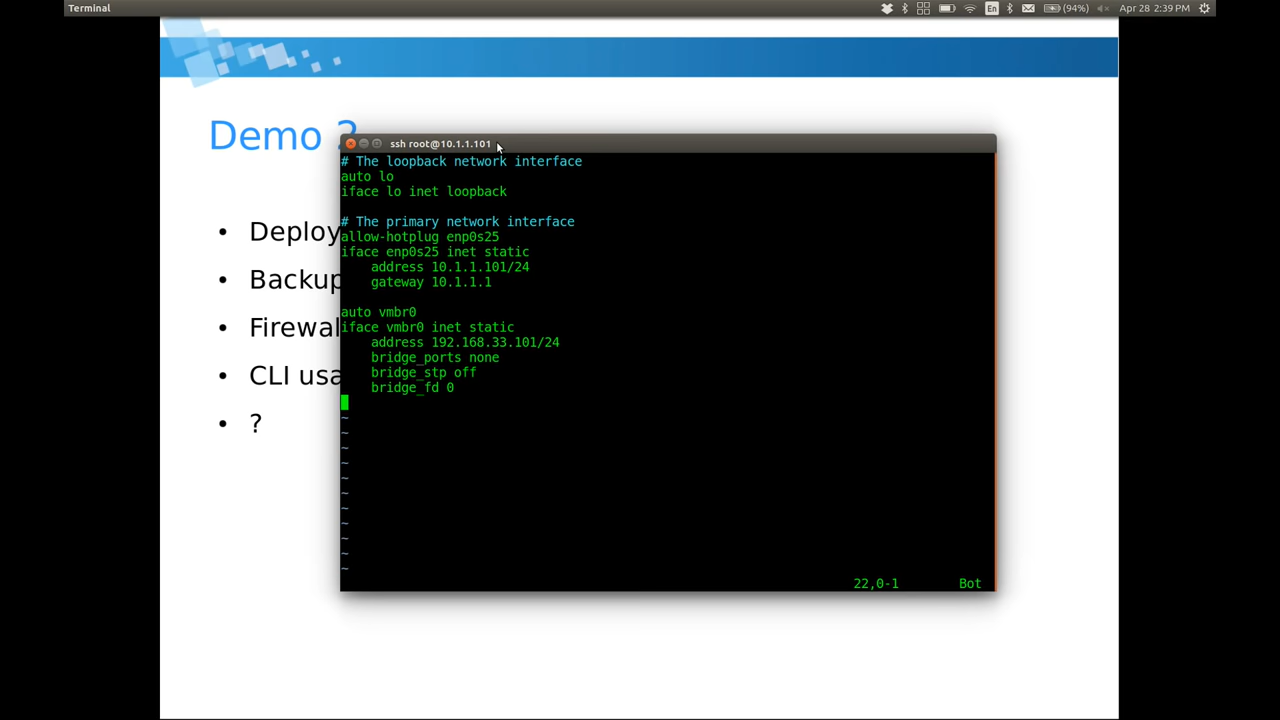 Terminal
En
(94%)
Apr 28 2:39 PM
Demo
• Deploy
• Backup
• Firewal
• CLI usa
• ?
ssh root@10.1.1.101
# The loopback network interface
auto lo
iface lo inet loopback
# The primary network interface
allow-hotplug enp0s25
iface enp0s25 inet static
address 10.1.1.101/24
gateway 10.1.1.1
auto vmbr0
iface vmbr0 inet static
address 192.168.33.101/24
bridge_ports none
bridge_stp off
bridge_fd 0
~
~
~
~
~
~
~
~
~
~
~
22,0-1
Bot